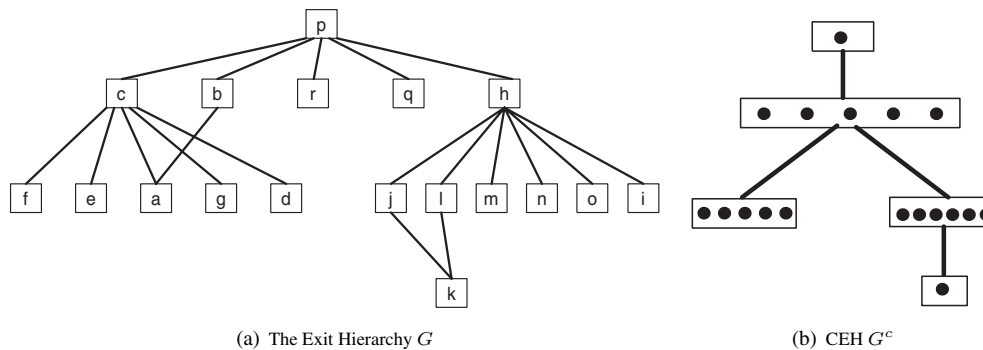 p
c b r q h
f e a g d j l m n o i
k
(a) The Exit Hierarchy G
(b) CEH G^c